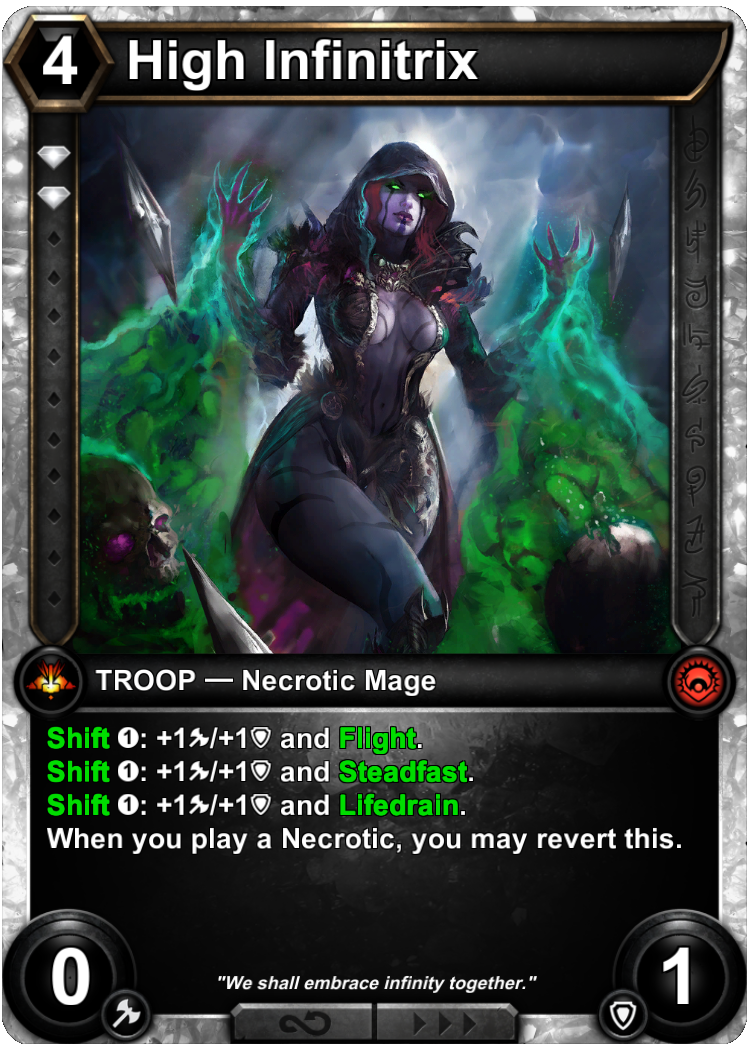 4 High Infinitrix
TROOP — Necrotic Mage
Shift 1: +1/+1 and Flight.
Shift 1: +1/+1 and Steadfast.
Shift 1: +1/+1 and Lifedrain.
When you play a Necrotic, you may revert this.
0 "We shall embrace infinity together." 1